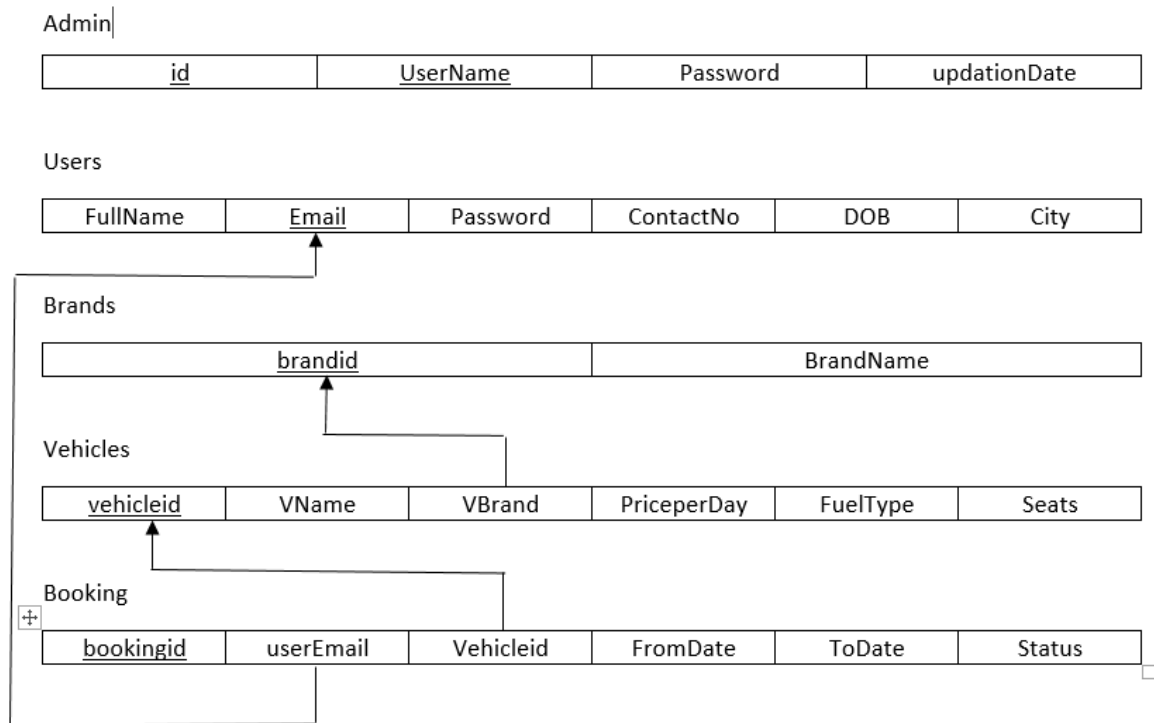 Admin
id UserName Password updationDate
Users
FullName Email Password ContactNo DOB City
Brands
brandid BrandName
Vehicles
vehicleid VName VBrand PriceperDay FuelType Seats
Booking
bookingid userEmail Vehicleid FromDate ToDate Status